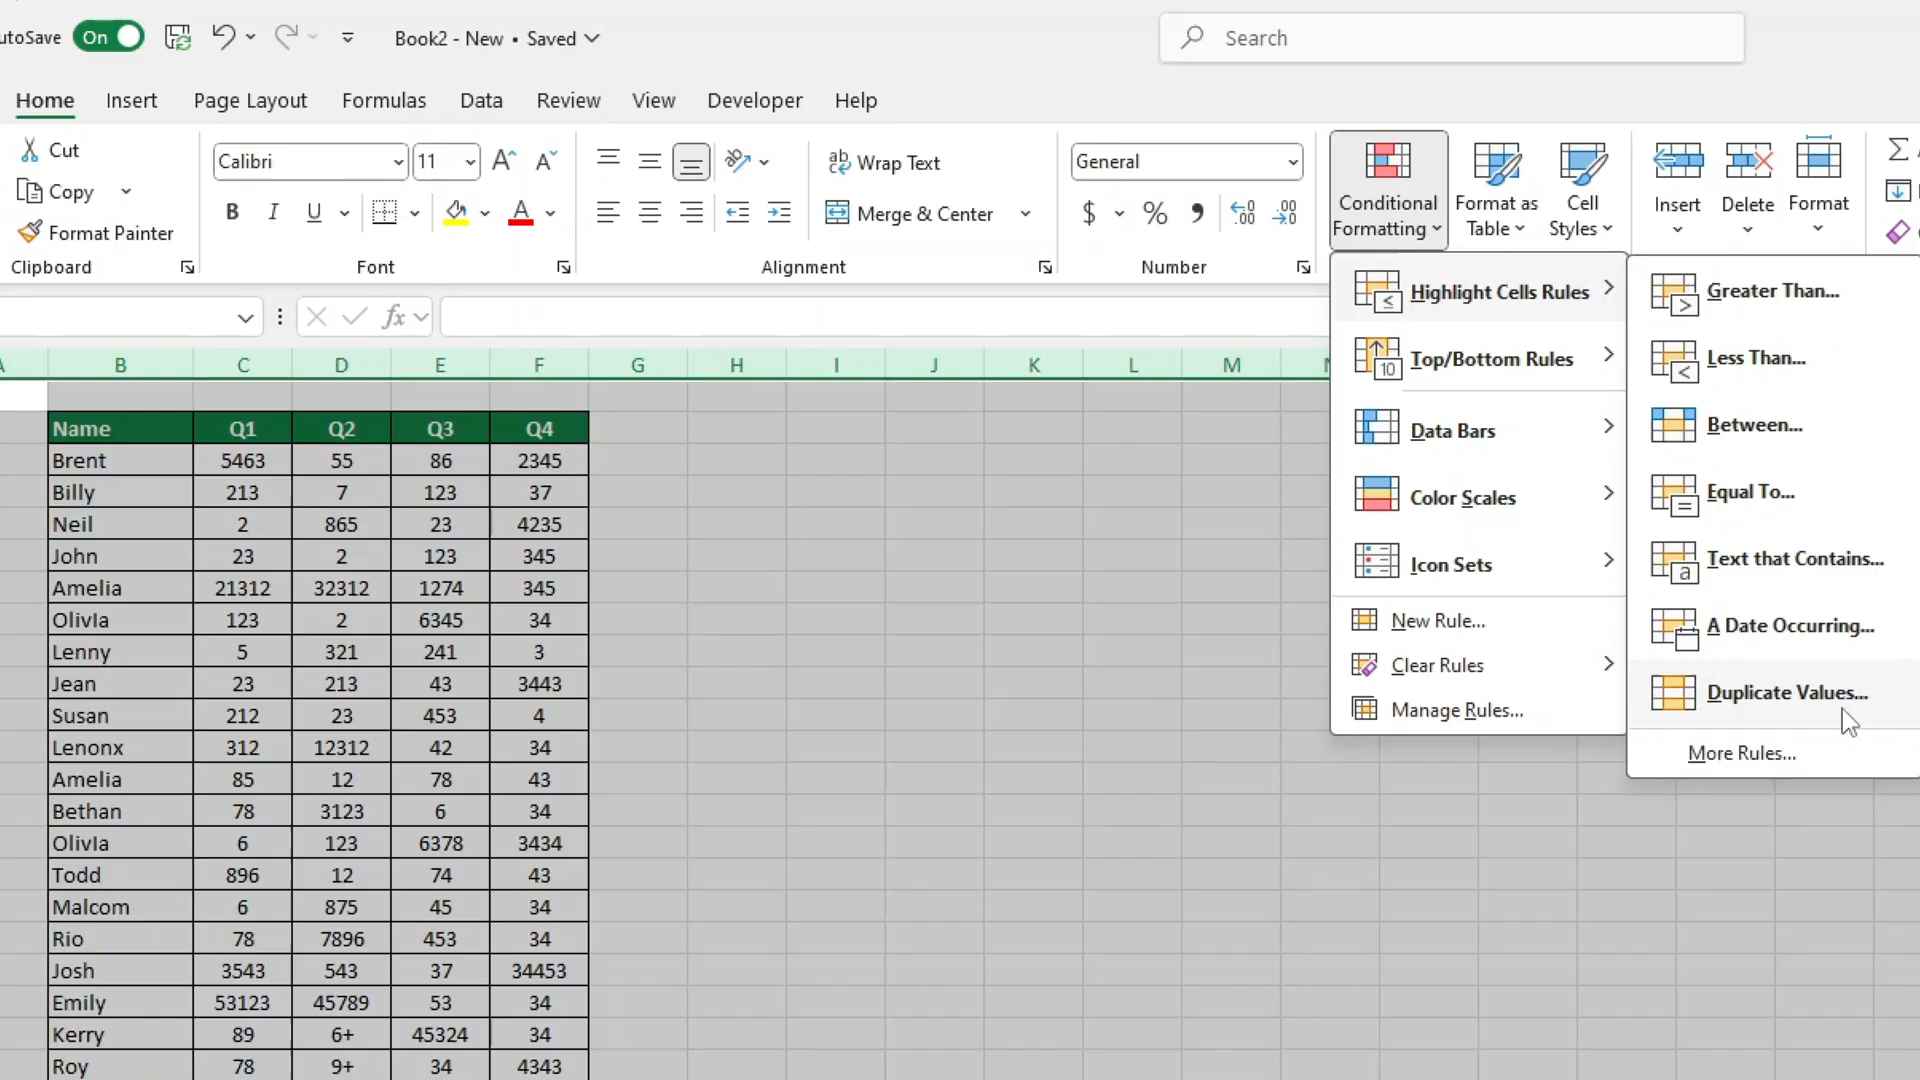 utoSave On Book2 - New • Saved Search
Home Insert Page Layout Formulas Data Review View Developer Help
Cut
Copy
Format Painter
Clipboard
Calibri 11
B I U A
Font
ab Wrap Text
Merge & Center
Alignment
General
$ % 9 .00
Number
Conditional Formatting
Format as Table
Cell Styles
Insert Delete Format
fx
A B C D E F G H I J K L M N
Highlight Cells Rules
Top/Bottom Rules
Data Bars
Color Scales
Icon Sets
New Rule...
Clear Rules
Manage Rules...
Greater Than...
Less Than...
Between...
Equal To...
Text that Contains...
A Date Occurring...
Duplicate Values...
More Rules...
Name Q1 Q2 Q3 Q4
Brent 5463 55 86 2345
Billy 213 7 123 37
Neil 2 865 23 4235
John 23 2 123 345
Amelia 21312 32312 1274 345
OlivIa 123 2 6345 34
Lenny 5 321 241 3
Jean 23 213 43 3443
Susan 212 23 453 4
Lenonx 312 12312 42 34
Amelia 85 12 78 43
Bethan 78 3123 6 34
OlivIa 6 123 6378 3434
Todd 896 12 74 43
Malcom 6 875 45 34
Rio 78 7896 453 34
Josh 3543 543 37 34453
Emily 53123 45789 53 34
Kerry 89 6+ 45324 34
Roy 78 9+ 34 4343